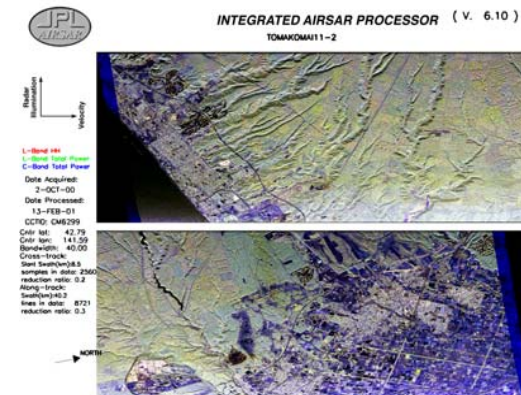 JPL
AIRSAR
INTEGRATED AIRSAR PROCESSOR ( V. 6.10 )
TOMAKOMAI11-2
Radar
Illumination
Velocity
L-Band HH
L-Band Total Power
C-Band Total Power
Date Acquired:
2-OCT-00
Date Processed:
13-FEB-01
CCTID: CM6299
Cntr lat: 42.79
Cntr lon: 141.59
Bandwidth: 40.00
Cross-track:
Slant Swath(km):8.5
samples in data: 2560
reduction ratio: 0.2
Along-track:
Swath(km):40.2
lines in data: 8721
reduction ratio: 0.3
NORTH